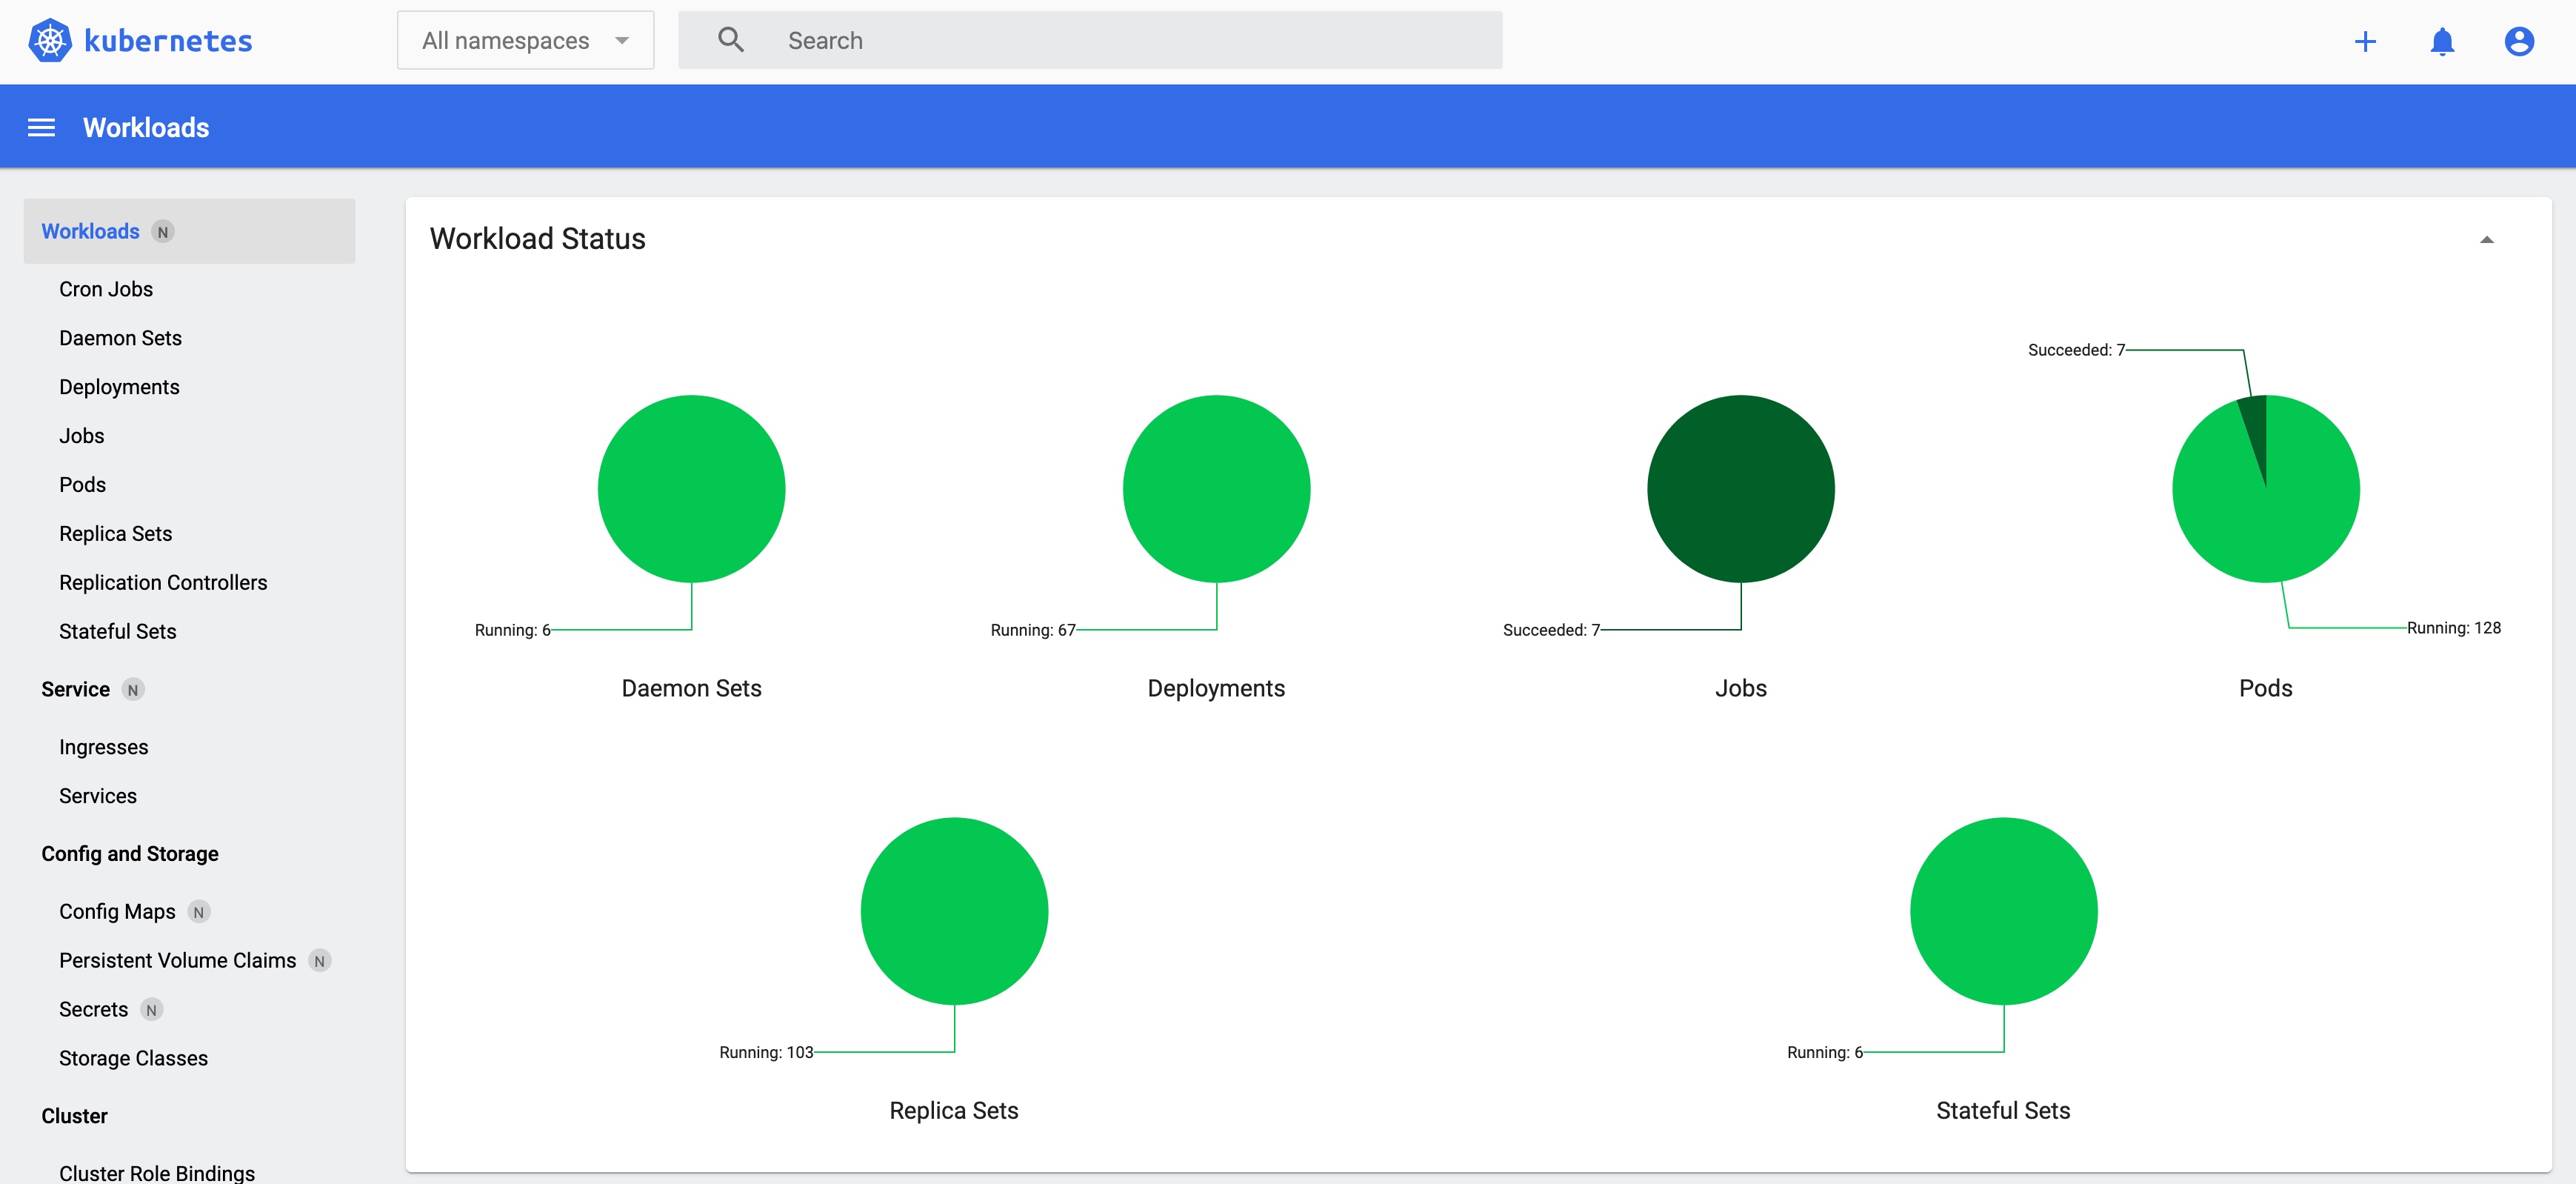 kubernetes
All namespaces
Search
Workloads
Workloads N
Cron Jobs
Daemon Sets
Deployments
Jobs
Pods
Replica Sets
Replication Controllers
Stateful Sets
Service N
Ingresses
Services
Config and Storage
Config Maps N
Persistent Volume Claims N
Secrets N
Storage Classes
Cluster
Cluster Role Bindings
Workload Status
Running: 6
Daemon Sets
Running: 67
Deployments
Succeeded: 7
Jobs
Succeeded: 7
Running: 128
Pods
Running: 103
Replica Sets
Running: 6
Stateful Sets